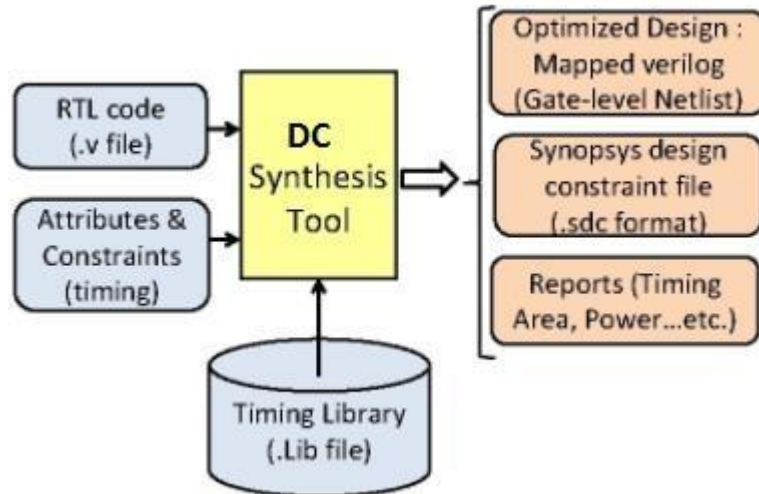 RTL code
(.v file)
Attributes &
Constraints
(timing)
DC
Synthesis
Tool
Timing Library
(.Lib file)
Optimized Design :
Mapped verilog
(Gate-level Netlist)
Synopsys design
constraint file
(.sdc format)
Reports (Timing
Area, Power...etc.)